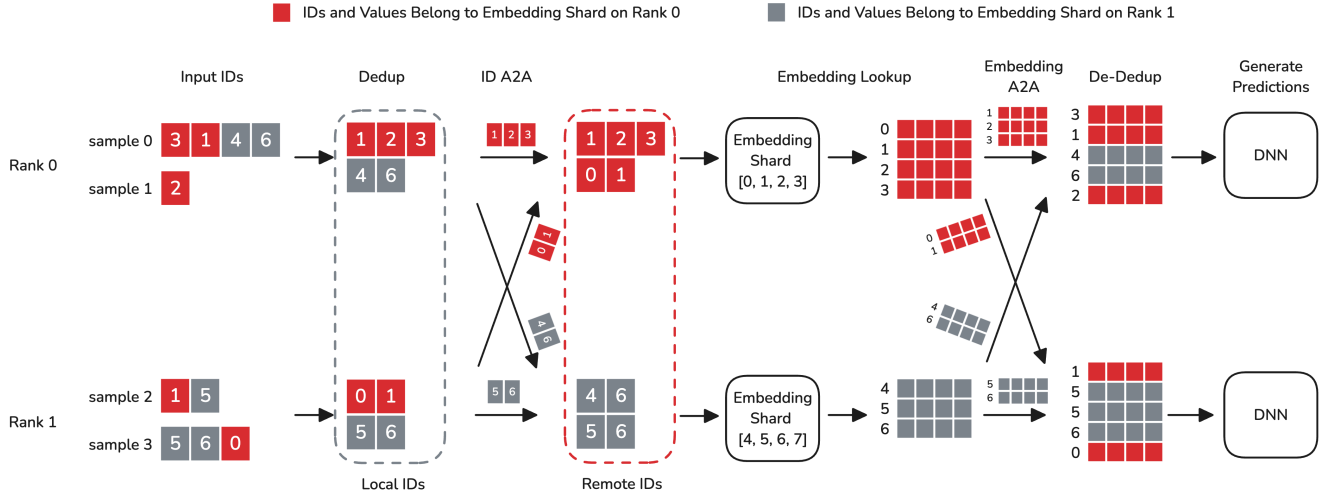 IDs and Values Belong to Embedding Shard on Rank 0
IDs and Values Belong to Embedding Shard on Rank 1
Input IDs
Dedup
ID A2A
Embedding Lookup
Embedding
A2A
De-Dedup
Generate
Predictions
Rank 0
sample 0
3 1 4 6
sample 1
2
1 2 3
4 6
1 2 3
1 2 3
0 1
Embedding
Shard
[0, 1, 2, 3]
0
1
2
3
1
2
3
3
1
4
6
2
DNN
0 1
4 6
0
1
4
6
Rank 1
sample 2
1 5
sample 3
5 6 0
0 1
5 6
5 6
4 6
5 6
Embedding
Shard
[4, 5, 6, 7]
4
5
6
5
6
1
5
5
6
0
DNN
Local IDs
Remote IDs